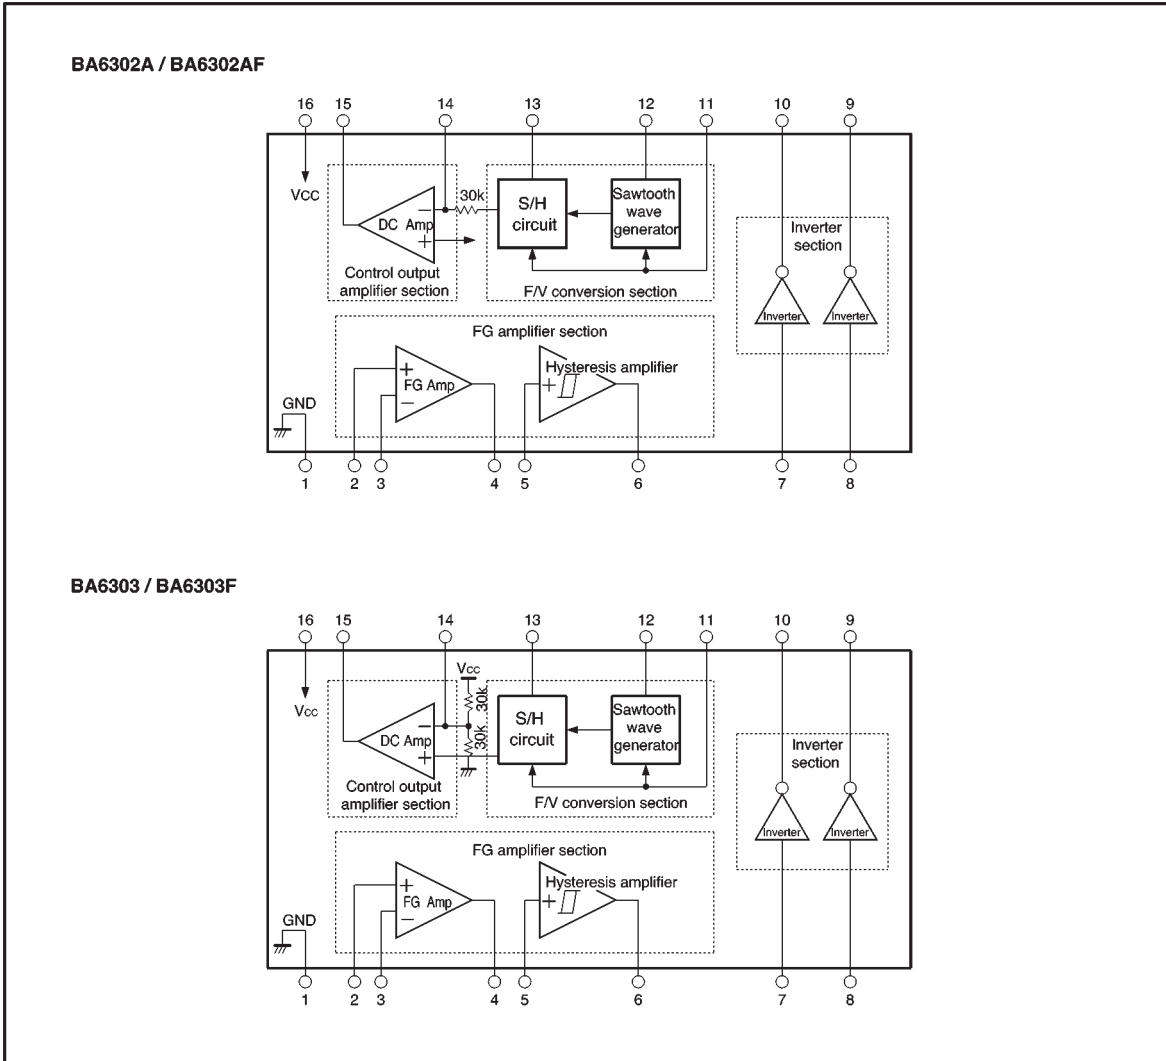 BA6302A / BA6302AF
16 15 14 13 12 11 10 9
VCC
30k
S/H
circuit
Sawtooth
wave
generator
DC Amp
−
+
Control output
amplifier section
F/V conversion section
Inverter
section
Inverter
Inverter
FG amplifier section
+
FG Amp
−
Hysteresis amplifier
+
GND
1 2 3 4 5 6 7 8
BA6303 / BA6303F
16 15 14 13 12 11 10 9
Vcc
Vcc
30k
30k
S/H
circuit
Sawtooth
wave
generator
−
DC Amp
+
Control output
amplifier section
F/V conversion section
Inverter
section
Inverter
Inverter
FG amplifier section
+
FG Amp
−
Hysteresis amplifier
+
GND
1 2 3 4 5 6 7 8